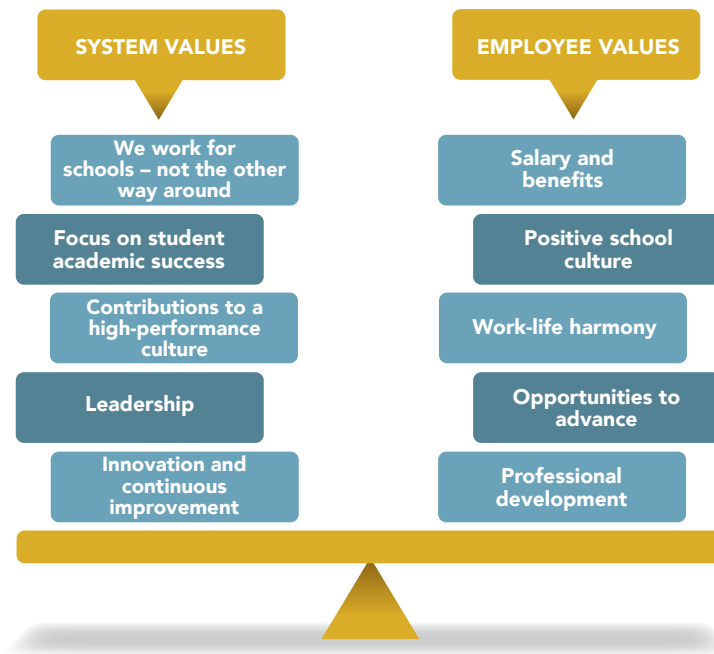 SYSTEM VALUES
We work for
schools – not the other
way around
Focus on student
academic success
Contributions to a
high-performance
culture
Leadership
Innovation and
continuous
improvement
EMPLOYEE VALUES
Salary and
benefits
Positive school
culture
Work-life harmony
Opportunities to
advance
Professional
development